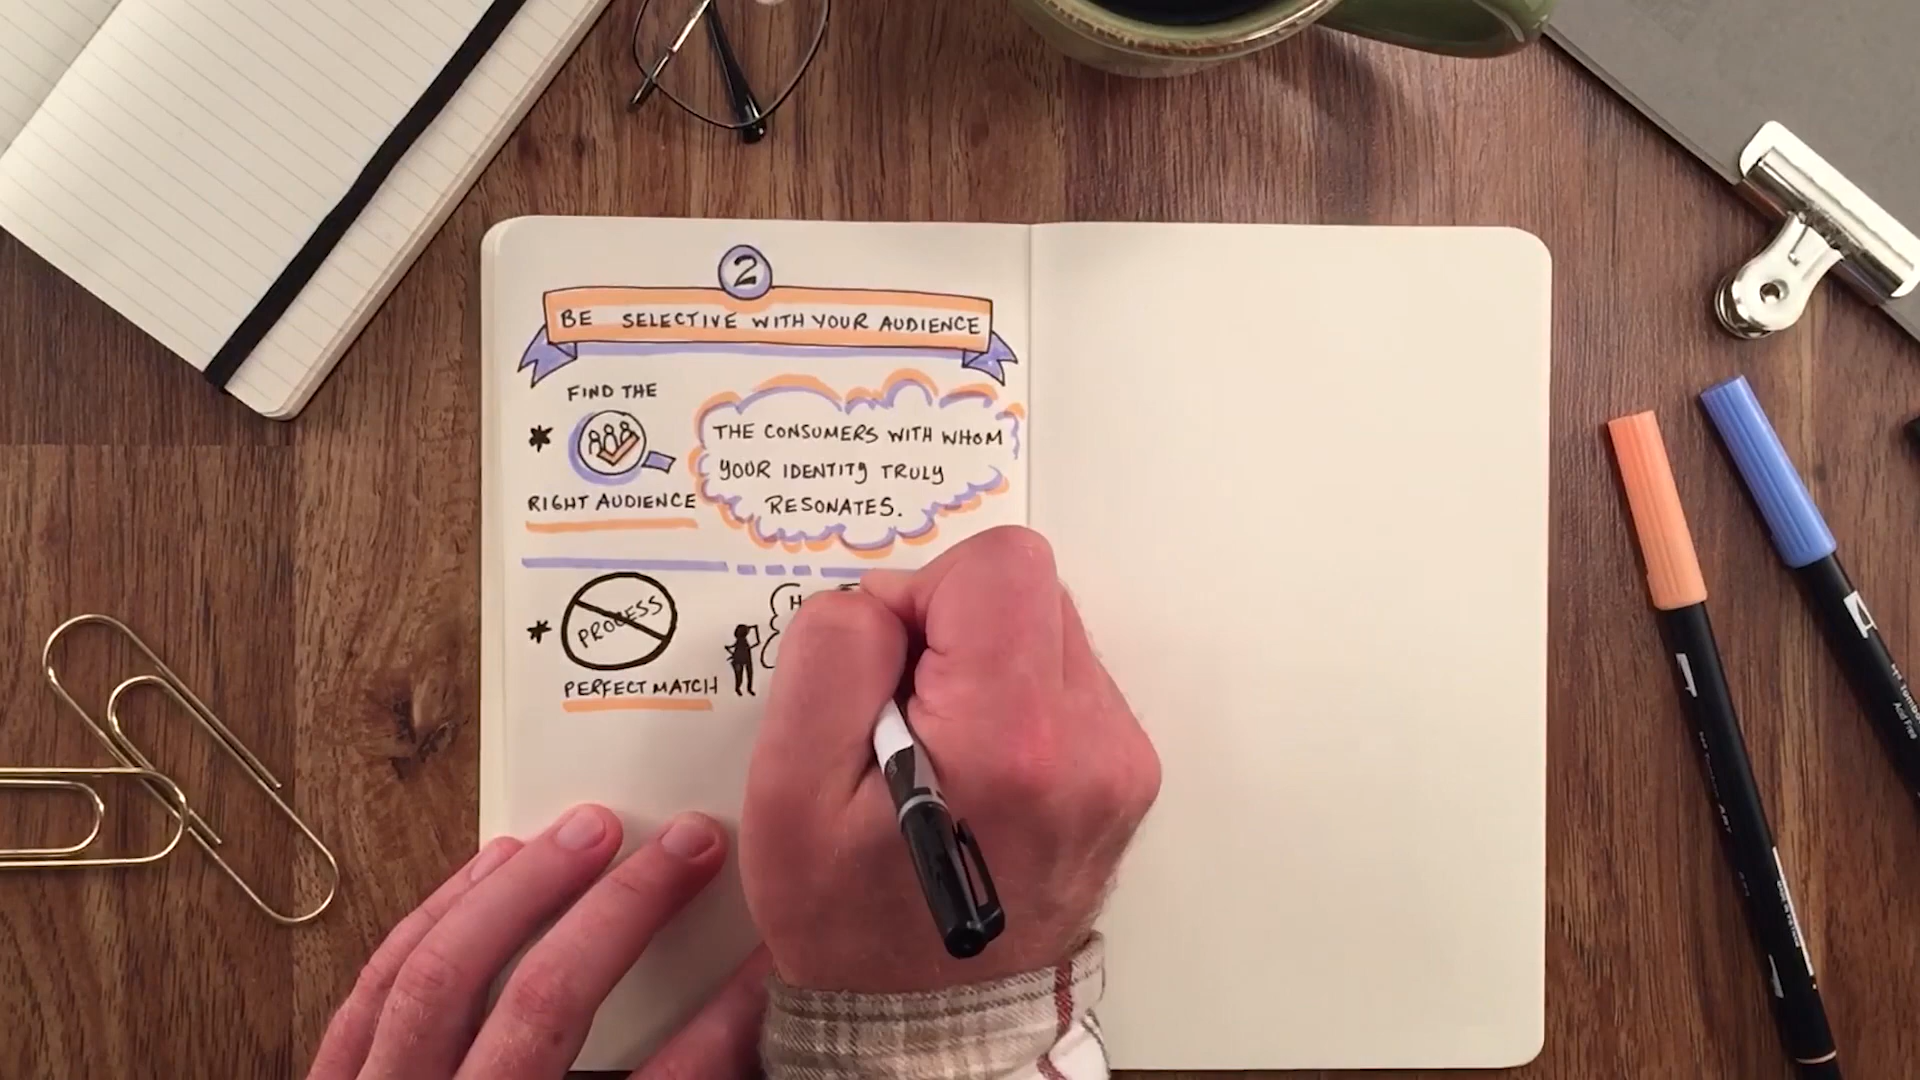 2
BE SELECTIVE WITH YOUR AUDIENCE
FIND THE
RIGHT AUDIENCE
THE CONSUMERS WITH WHOM
YOUR IDENTITY TRULY
RESONATES.
PROCESS
PERFECT MATCH
H